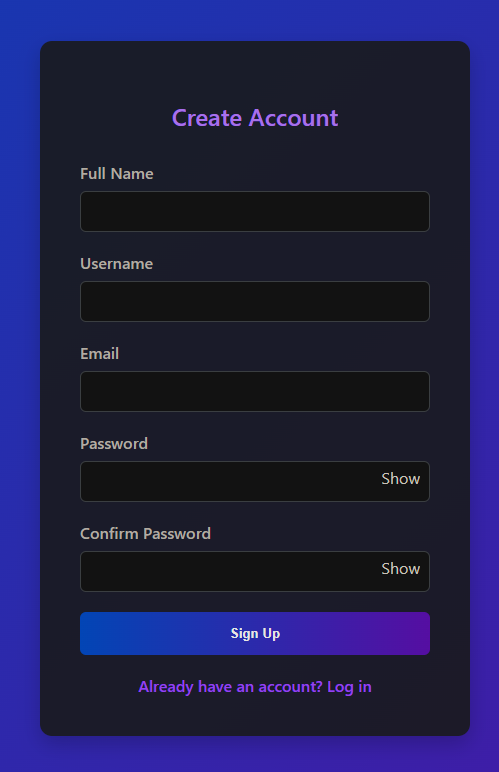 Create Account
Full Name
Username
Email
Password
Show
Confirm Password
Show
Sign Up
Already have an account? Log in